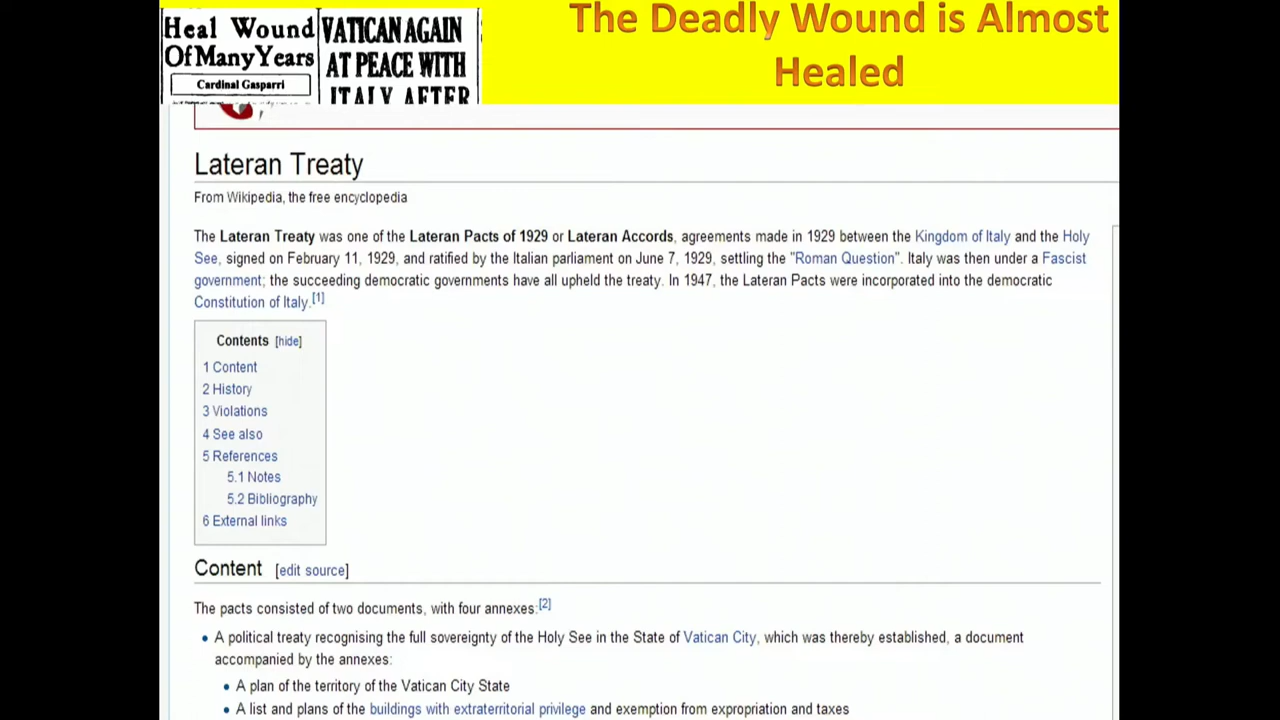 Heal Wound
Of Many Years
Cardinal Gasparri
VATICAN AGAIN
AT PEACE WITH
ITALY AFTER
The Deadly Wound is Almost
Healed
Lateran Treaty
From Wikipedia, the free encyclopedia
The Lateran Treaty was one of the Lateran Pacts of 1929 or Lateran Accords, agreements made in 1929 between the Kingdom of Italy and the Holy
See, signed on February 11, 1929, and ratified by the Italian parliament on June 7, 1929, settling the "Roman Question". Italy was then under a Fascist
government; the succeeding democratic governments have all upheld the treaty. In 1947, the Lateran Pacts were incorporated into the democratic
Constitution of Italy.[1]
Contents [hide]
1 Content
2 History
3 Violations
4 See also
5 References
5.1 Notes
5.2 Bibliography
6 External links
Content [edit source]
The pacts consisted of two documents, with four annexes:[2]
• A political treaty recognising the full sovereignty of the Holy See in the State of Vatican City, which was thereby established, a document
accompanied by the annexes:
• A plan of the territory of the Vatican City State
• A list and plans of the buildings with extraterritorial privilege and exemption from expropriation and taxes